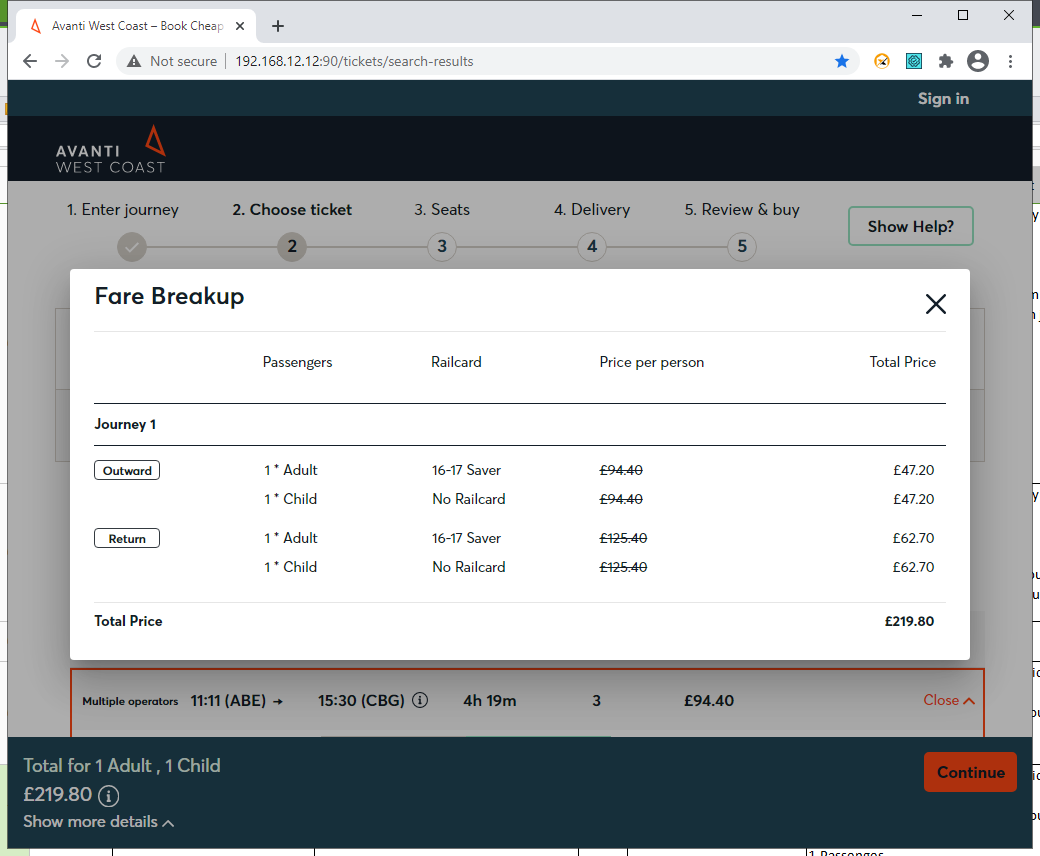 Avanti West Coast – Book Cheap
Not secure | 192.168.12.12:90/tickets/search-results
Sign in
AVANTI
WEST COAST
1. Enter journey 2. Choose ticket 3. Seats 4. Delivery 5. Review & buy
Show Help?
2 3 4 5
Fare Breakup
Passengers Railcard Price per person Total Price
Journey 1
Outward 1 * Adult 16-17 Saver £94.40 £47.20
1 * Child No Railcard £94.40 £47.20
Return 1 * Adult 16-17 Saver £125.40 £62.70
1 * Child No Railcard £125.40 £62.70
Total Price £219.80
Multiple operators 11:11 (ABE) → 15:30 (CBG) 4h 19m 3 £94.40 Close
Total for 1 Adult , 1 Child
£219.80
Show more details
Continue